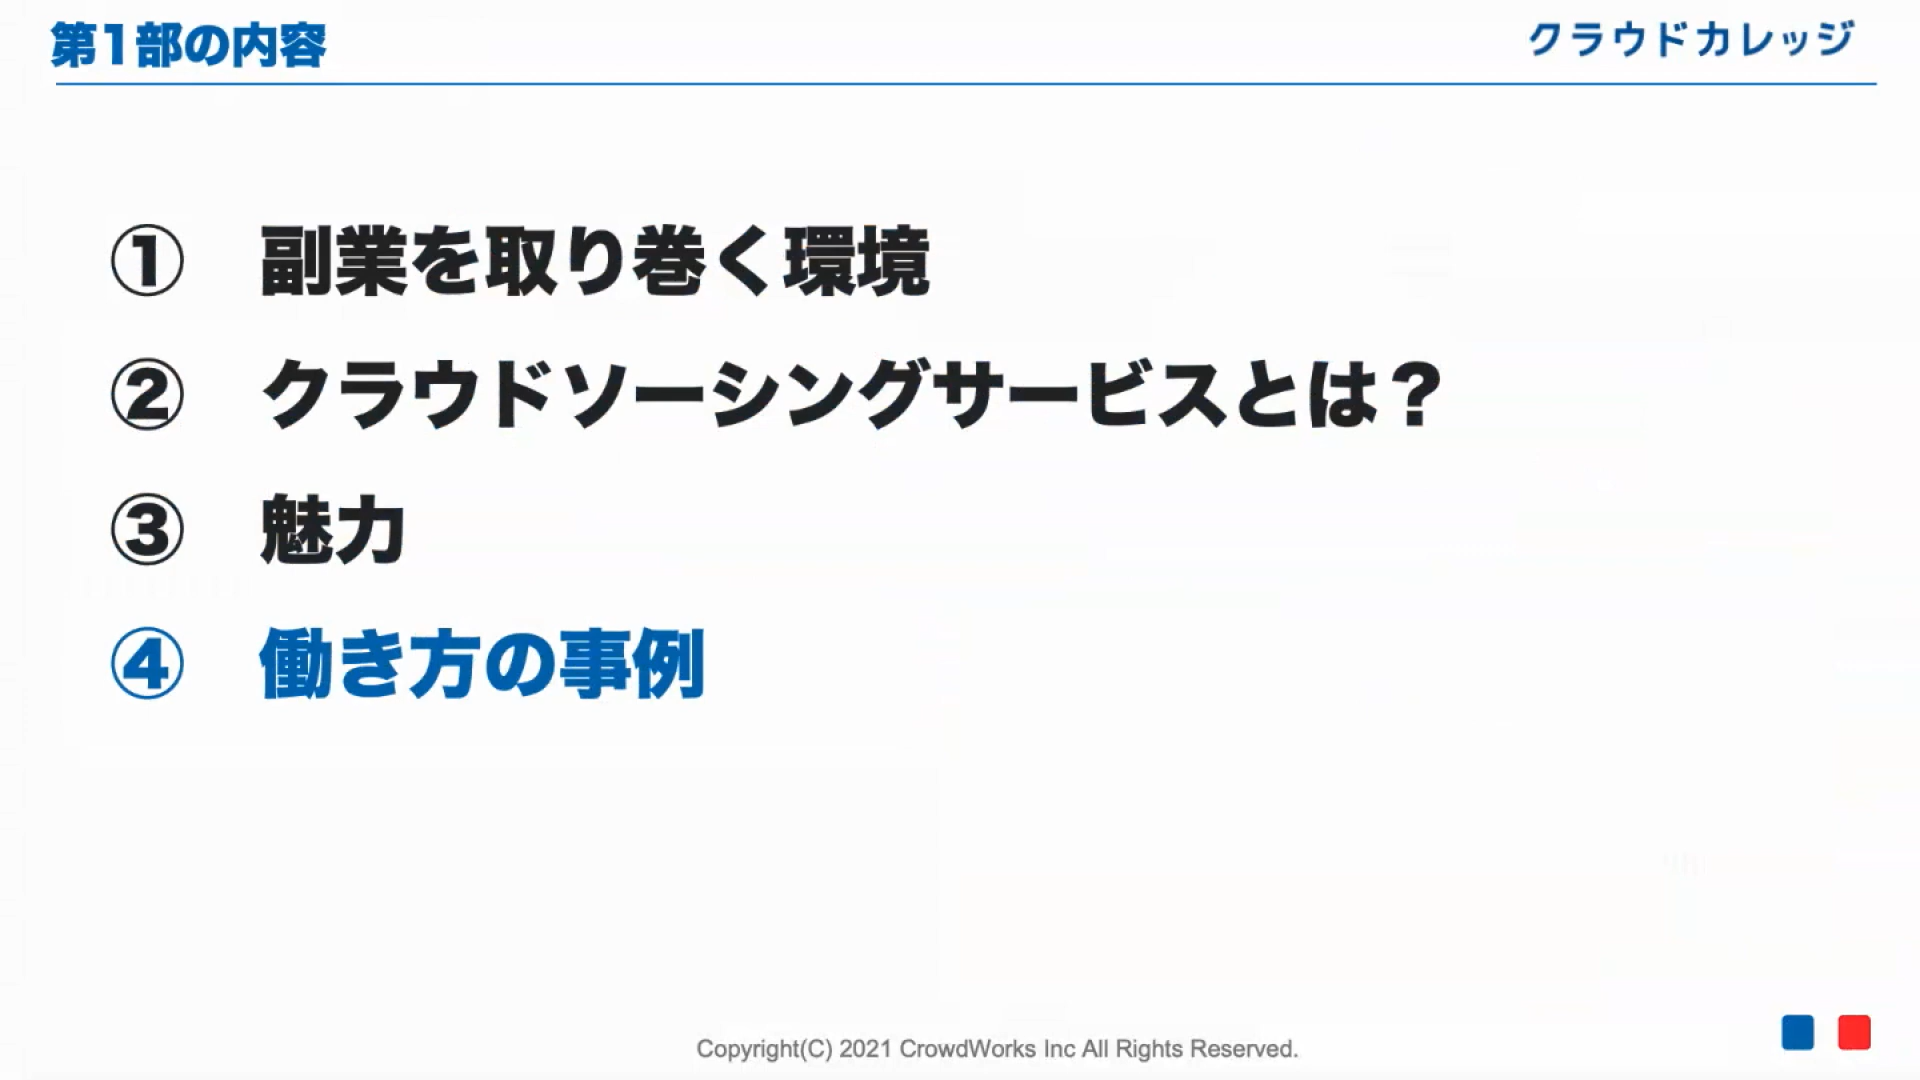 第1部の内容
クラウドカレッジ
① 副業を取り巻く環境
② クラウドソーシングサービスとは？
③ 魅力
④ 働き方の事例
Copyright(C) 2021 CrowdWorks Inc All Rights Reserved.